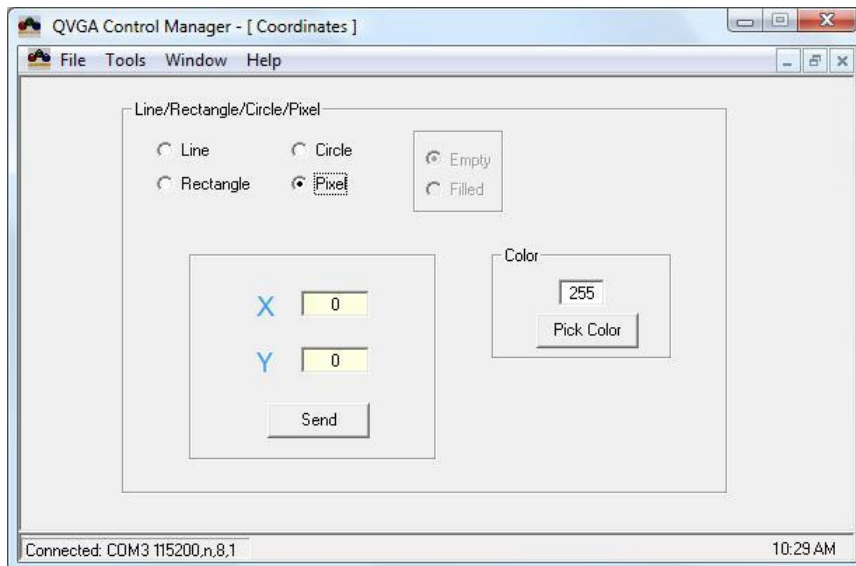 QVGA Control Manager - [ Coordinates ]
File Tools Window Help
Line/Rectangle/Circle/Pixel
Line Circle Empty
Rectangle Pixel Filled
Color
X 0 255
Pick Color
Y 0
Send
Connected: COM3 115200,n,8,1 10:29 AM